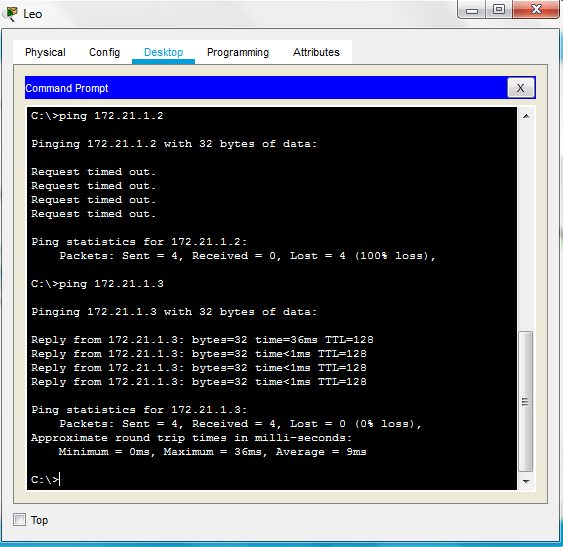 Leo
Physical Config Desktop Programming Attributes
Command Prompt
X
C:\>ping 172.21.1.2
Pinging 172.21.1.2 with 32 bytes of data:
Request timed out.
Request timed out.
Request timed out.
Request timed out.
Ping statistics for 172.21.1.2:
Packets: Sent = 4, Received = 0, Lost = 4 (100% loss),
C:\>ping 172.21.1.3
Pinging 172.21.1.3 with 32 bytes of data:
Reply from 172.21.1.3: bytes=32 time=36ms TTL=128
Reply from 172.21.1.3: bytes=32 time<1ms TTL=128
Reply from 172.21.1.3: bytes=32 time<1ms TTL=128
Reply from 172.21.1.3: bytes=32 time<1ms TTL=128
Ping statistics for 172.21.1.3:
Packets: Sent = 4, Received = 4, Lost = 0 (0% loss),
Approximate round trip times in milli-seconds:
Minimum = 0ms, Maximum = 36ms, Average = 9ms
C:\>
Top